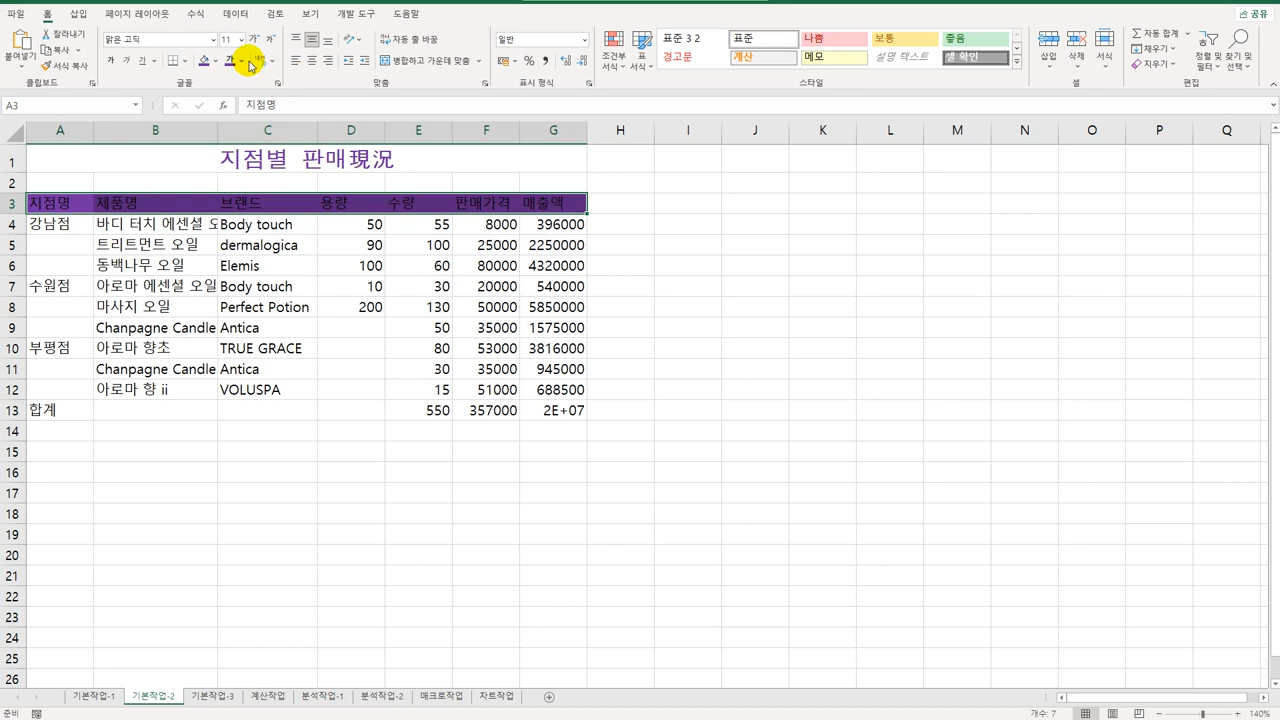 파일 홈 삽입 페이지 레이아웃 수식 데이터 검토 보기 개발 도구 도움말 공유
붙여넣기 잘라내기 복사 서식 복사
맑은 고딕 11
가 가 가
자동 줄 바꿈
병합하고 가운데 맞춤
일반
조건부 서식 표 서식
표준 3 2 표준 나쁨 보통 좋음
경고문 계산 메모 설명 텍스트 셀 확인
삽입 삭제 서식
자동 합계 채우기 지우기
정렬 및 필터 찾기 및 선택
클립보드 글꼴 맞춤 표시 형식 스타일 셀 편집
A3 fx 지점명
A B C D E F G H I J K L M N O P Q
1 지점별 판매現況
2
3 지점명 제품명 브랜드 용량 수량 판매가격 매출액
4 강남점 바디 터치 에센셜 오 Body touch 50 55 8000 396000
5 트리트먼트 오일 dermalogica 90 100 25000 2250000
6 동백나무 오일 Elemis 100 60 80000 4320000
7 수원점 아로마 에센셜 오일 Body touch 10 30 20000 540000
8 마사지 오일 Perfect Potion 200 130 50000 5850000
9 Chanpagne Candle Antica 50 35000 1575000
10 부평점 아로마 향초 TRUE GRACE 80 53000 3816000
11 Chanpagne Candle Antica 30 35000 945000
12 아로마 향 ii VOLUSPA 15 51000 688500
13 합계 550 357000 2E+07
14
15
16
17
18
19
20
21
22
23
24
25
26
기본작업-1 기본작업-2 기본작업-3 계산작업 분석작업-1 분석작업-2 매크로작업 차트작업
준비 개수: 7 140%